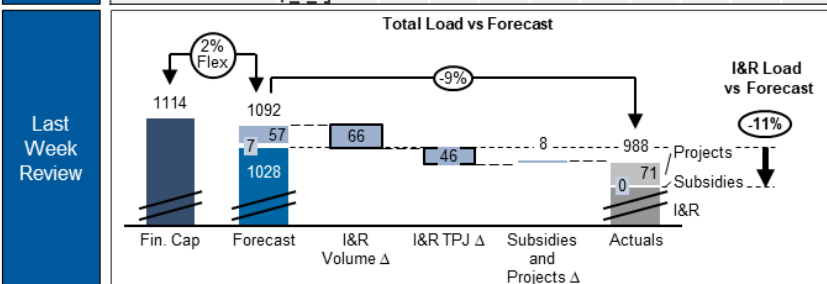 Total Load vs Forecast
2%
Flex
-9%
I&R Load
vs Forecast
-11%
Last
Week
Review
1114
1092
57
7
1028
66
46
8
988
71
0
Projects
Subsidies
I&R
Fin. Cap
Forecast
I&R
Volume Δ
I&R TPJ Δ
Subsidies
and
Projects Δ
Actuals